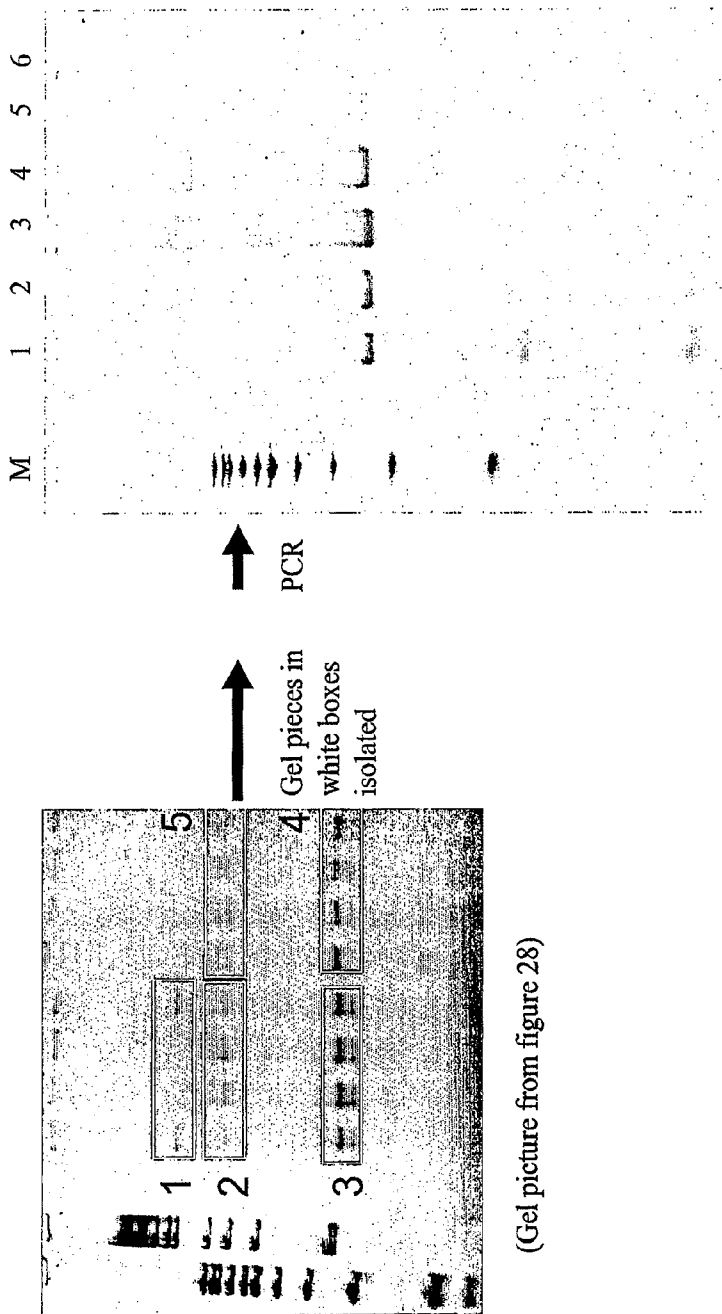 M 1 2 3 4 5 6
PCR
Gel pieces in
white boxes
isolated
1
5
2
4
3
(Gel picture from figure 28)